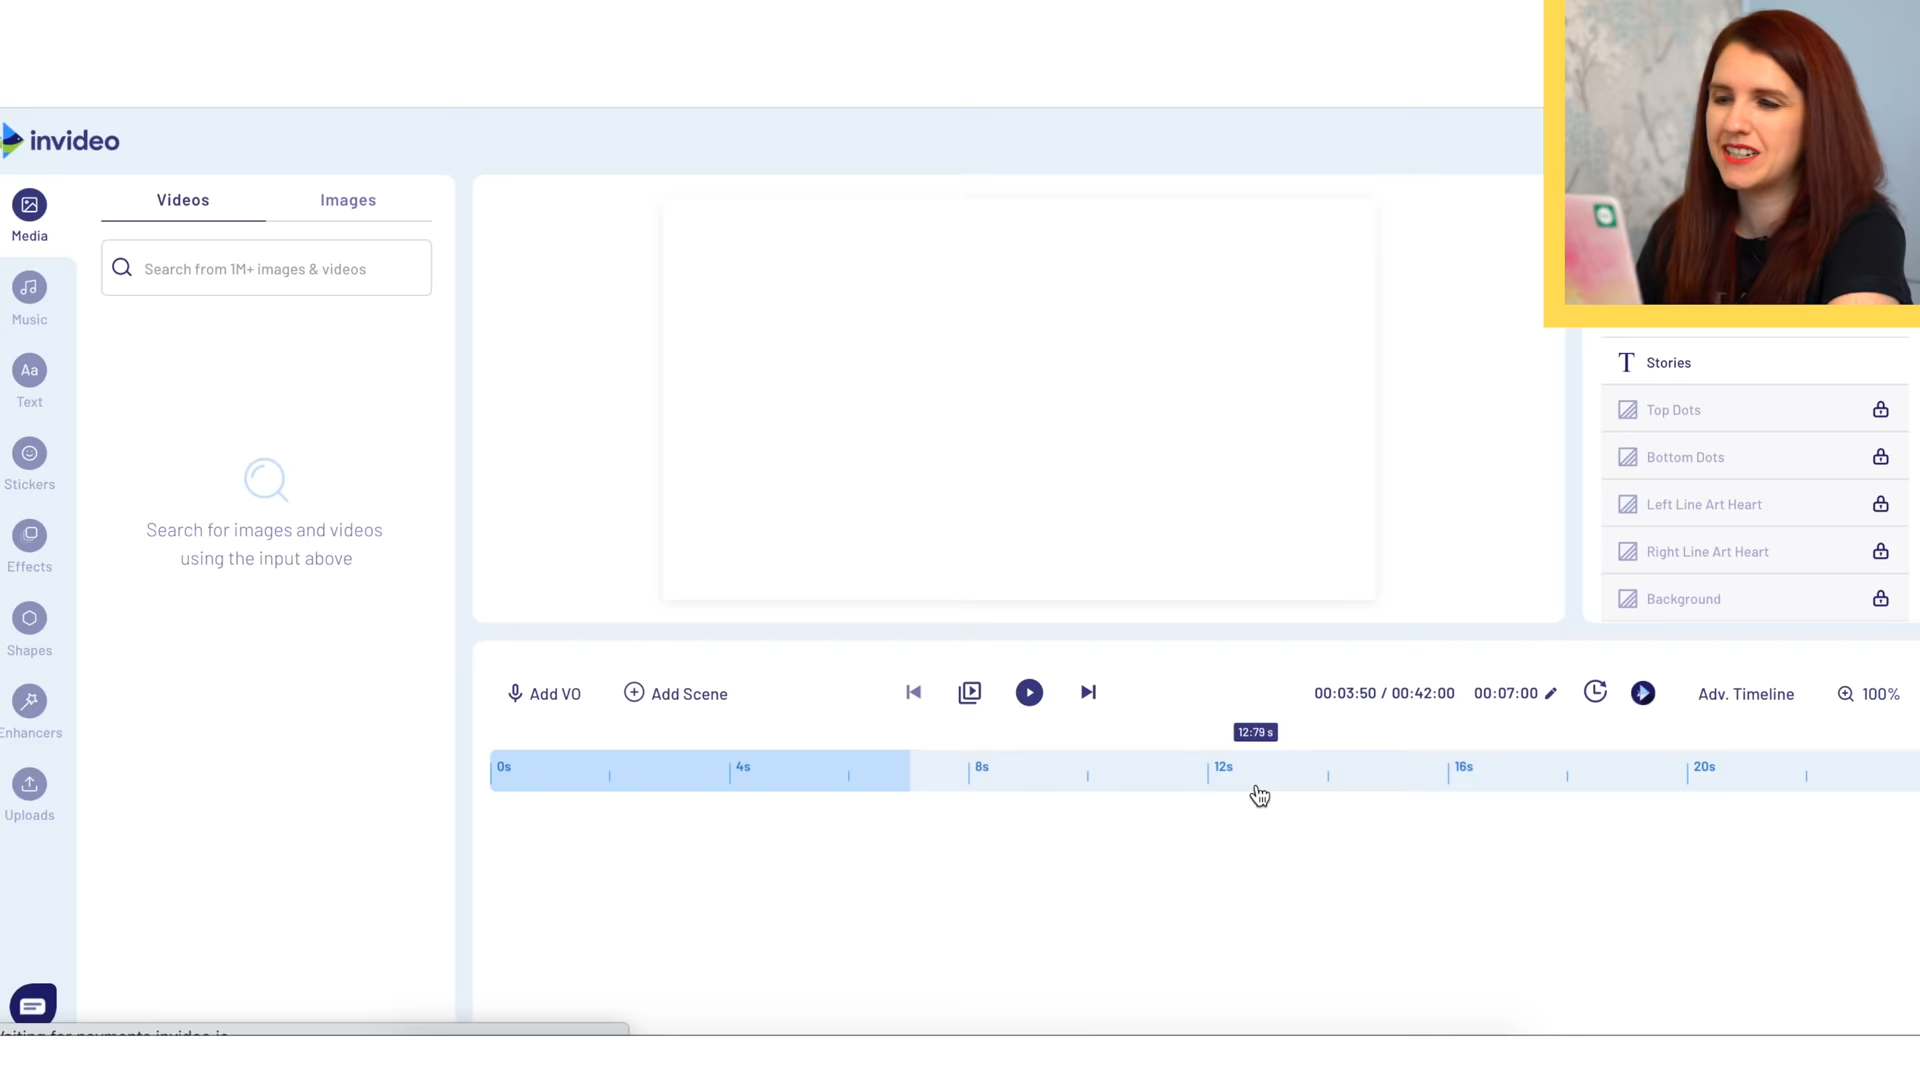 invideo
Media
Music
Aa
Text
Stickers
Effects
Shapes
Enhancers
Uploads
Videos
Images
Search from 1M+ images & videos
Search for images and videos
using the input above
T Stories
Top Dots
Bottom Dots
Left Line Art Heart
Right Line Art Heart
Background
Add VO
Add Scene
00:03:50 / 00:42:00
00:07:00
Adv. Timeline
100%
12:79 s
0s
4s
8s
12s
16s
20s